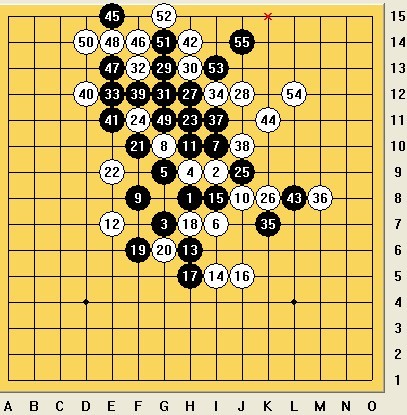 45 52 15
50 48 46 51 42 55 14
47 32 29 30 53 13
40 33 39 31 27 34 28 54 12
41 24 49 23 37 44 11
21 8 11 7 38 10
22 5 4 2 25 9
9 1 15 10 26 43 36 8
12 3 18 6 35 7
19 20 13 6
17 14 16 5
4
3
2
1
A B C D E F G H I J K L M N O